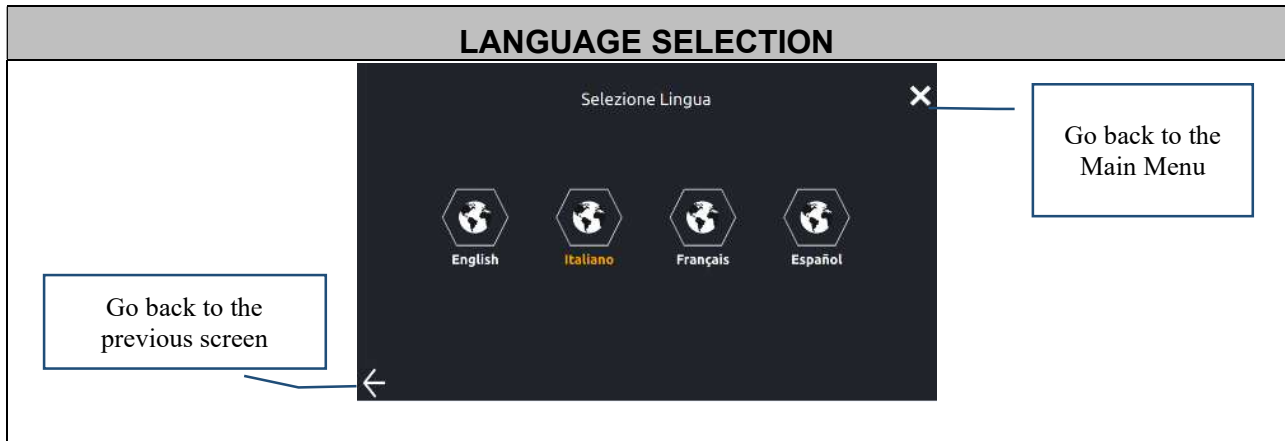 LANGUAGE SELECTION
Selezione Lingua
Go back to the
Main Menu
English Italiano Français Español
Go back to the
previous screen